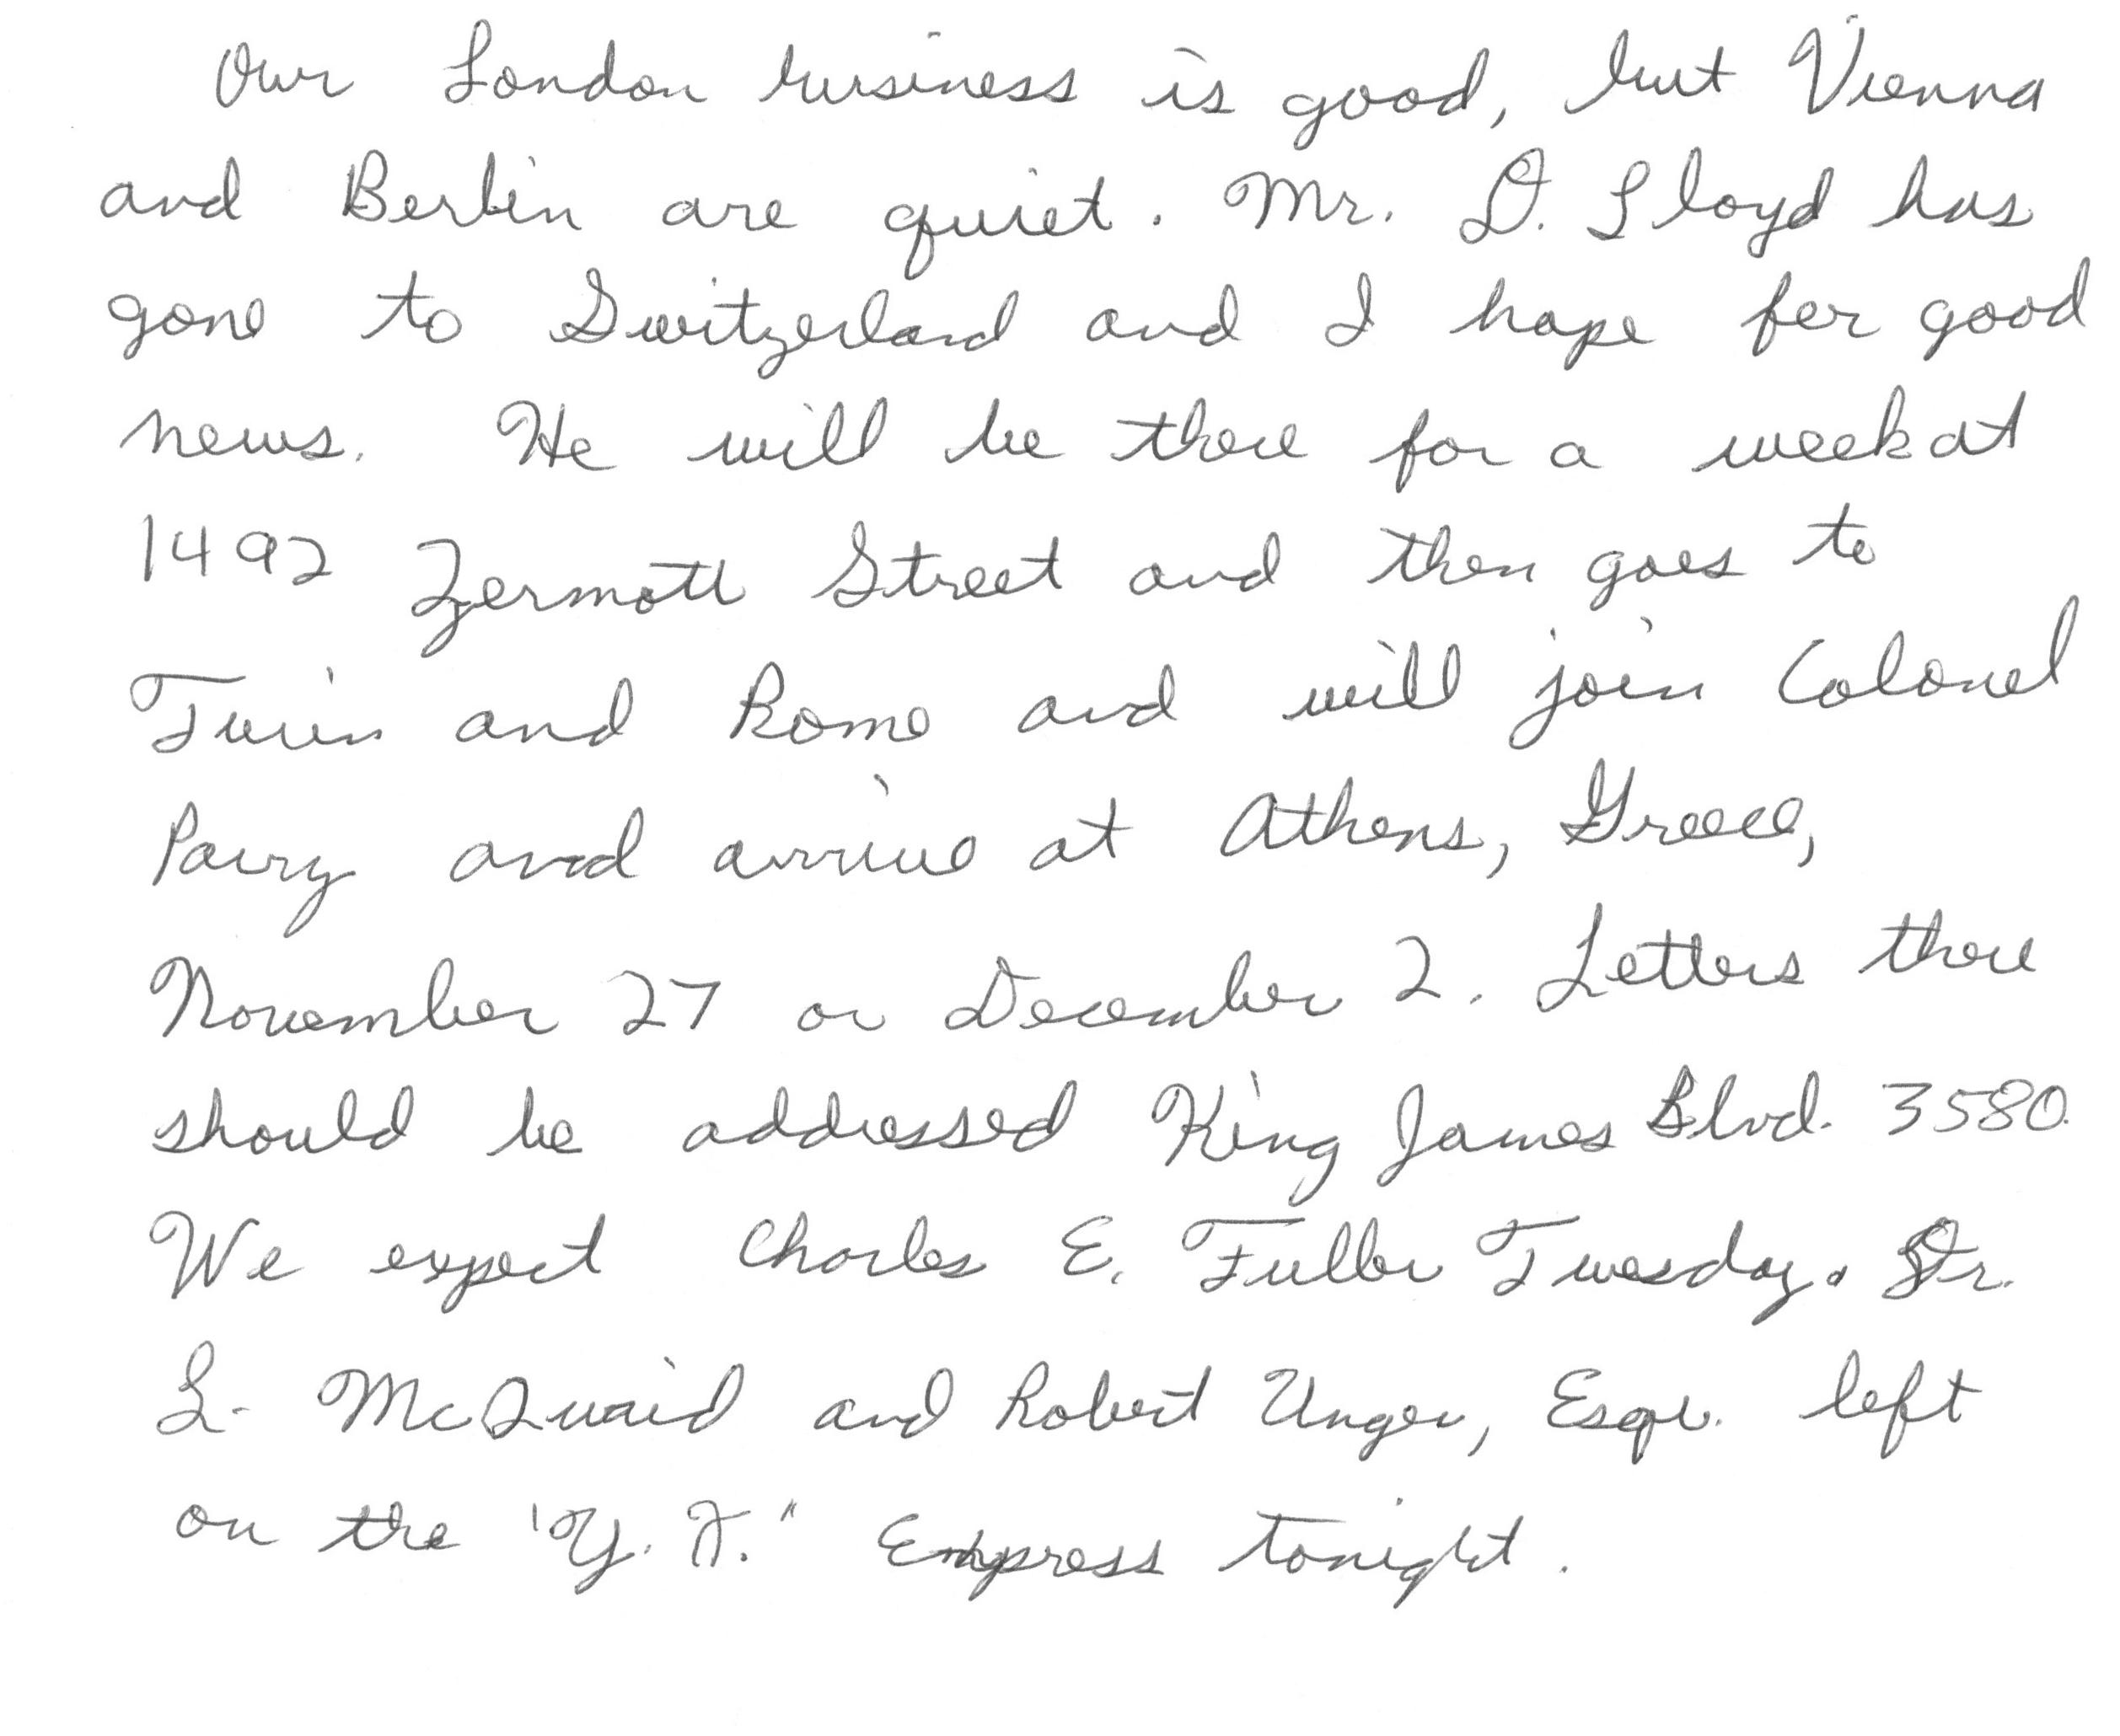 Our London business is good, but Vienna
and Berlin are quiet. Mr. D. Lloyd has
gone to Switzerland and I hope for good
news. He will be there for a week at
1492 Zermott Street and then goes to
Turin and Rome and will join Colonel
Parry and arrive at Athens, Greece,
November 27 or December 2. Letters there
should be addressed King James Blvd. 3580.
We expect Charles E. Fuller Tuesday. Dr.
L. McQuaid and Robert Unger, Esqr. left
on the "Y. T." Express tonight.